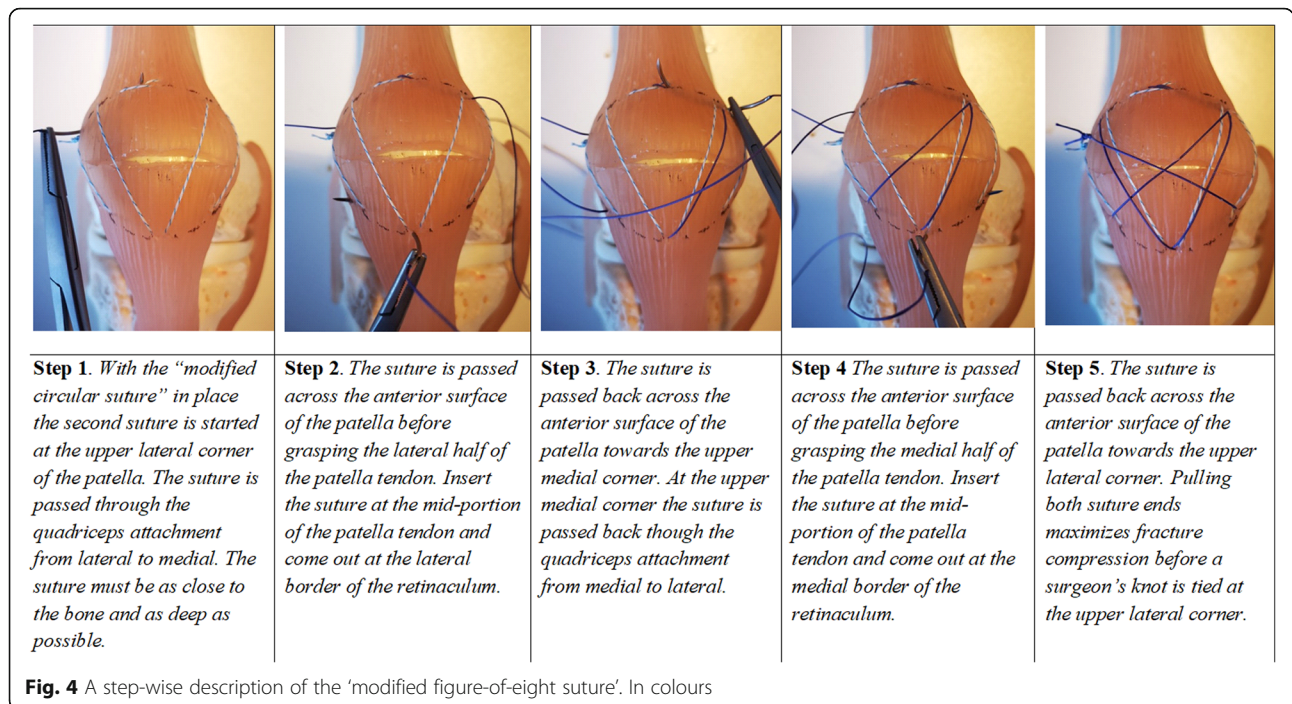 Step 1. With the “modified
circular suture” in place
the second suture is started
at the upper lateral corner
of the patella. The suture is
passed through the
quadriceps attachment
from lateral to medial. The
suture must be as close to
the bone and as deep as
possible.
Step 2. The suture is passed
across the anterior surface
of the patella before
grasping the lateral half of
the patella tendon. Insert
the suture at the mid-portion
of the patella tendon and
come out at the lateral
border of the retinaculum.
Step 3. The suture is
passed back across the
anterior surface of the
patella towards the upper
medial corner. At the upper
medial corner the suture is
passed back though the
quadriceps attachment
from medial to lateral.
Step 4 The suture is passed
across the anterior surface
of the patella before
grasping the medial half of
the patella tendon. Insert
the suture at the mid-
portion of the patella
tendon and come out at the
medial border of the
retinaculum.
Step 5. The suture is
passed back across the
anterior surface of the
patella towards the upper
lateral corner. Pulling
both suture ends
maximizes fracture
compression before a
surgeon’s knot is tied at
the upper lateral corner.
Fig. 4 A step-wise description of the ‘modified figure-of-eight suture’. In colours